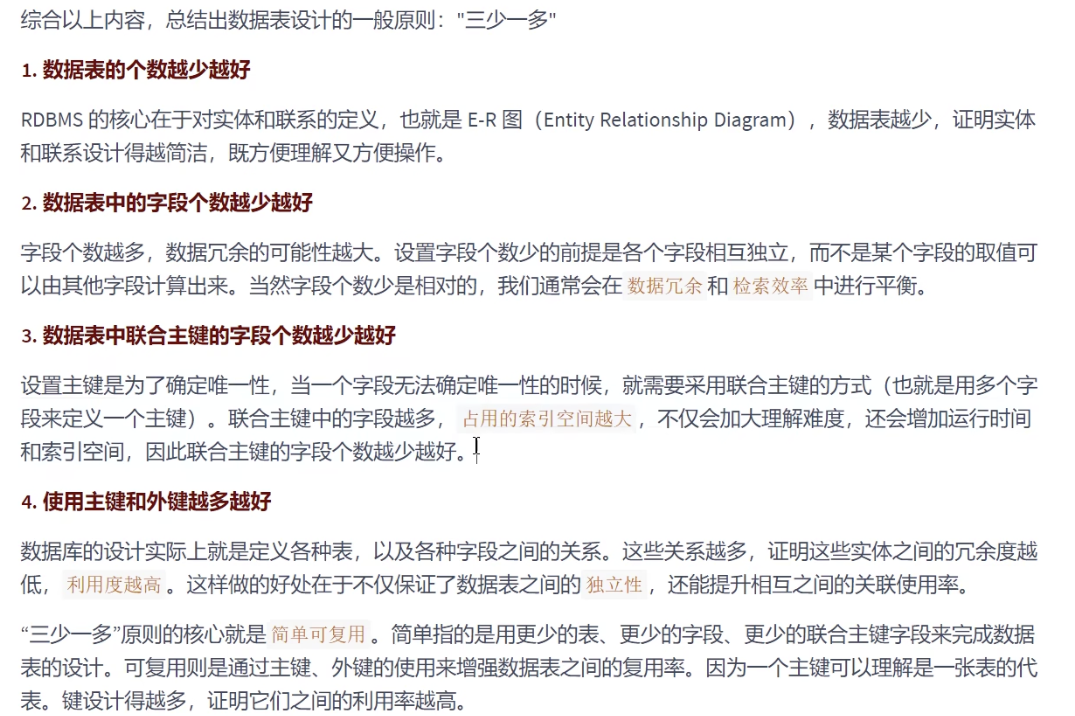 综合以上内容，总结出数据表设计的一般原则："三少一多"
1. 数据表的个数越少越好
RDBMS 的核心在于对实体和联系的定义，也就是 E-R 图（Entity Relationship Diagram），数据表越少，证明实体
和联系设计得越简洁，既方便理解又方便操作。
2. 数据表中的字段个数越少越好
字段个数越多，数据冗余的可能性越大。设置字段个数少的前提是各个字段相互独立，而不是某个字段的取值可
以由其他字段计算出来。当然字段个数少是相对的，我们通常会在 数据冗余 和 检索效率 中进行平衡。
3. 数据表中联合主键的字段个数越少越好
设置主键是为了确定唯一性，当一个字段无法确定唯一性的时候，就需要采用联合主键的方式（也就是用多个字
段来定义一个主键）。联合主键中的字段越多， 占用的索引空间越大 ，不仅会加大理解难度，还会增加运行时间
和索引空间，因此联合主键的字段个数越少越好。
4. 使用主键和外键越多越好
数据库的设计实际上就是定义各种表，以及各种字段之间的关系。这些关系越多，证明这些实体之间的冗余度越
低， 利用度越高 。这样做的好处在于不仅保证了数据表之间的 独立性 ，还能提升相互之间的关联使用率。
“三少一多”原则的核心就是 简单可复用 。简单指的是用更少的表、更少的字段、更少的联合主键字段来完成数据
表的设计。可复用则是通过主键、外键的使用来增强数据表之间的复用率。因为一个主键可以理解是一张表的代
表。键设计得越多，证明它们之间的利用率越高。